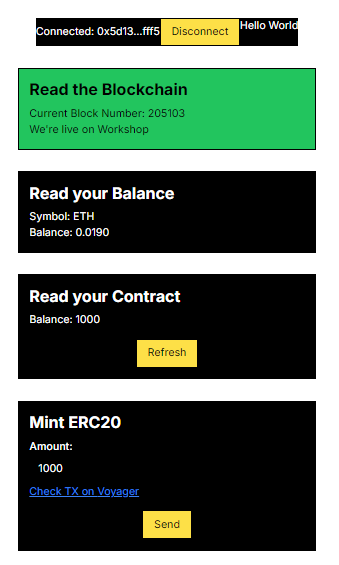 Connected: 0x5d13...fff5 Disconnect Hello World
Read the Blockchain
Current Block Number: 205103
We're live on Workshop
Read your Balance
Symbol: ETH
Balance: 0.0190
Read your Contract
Balance: 1000
Refresh
Mint ERC20
Amount:
1000
Check TX on Voyager
Send